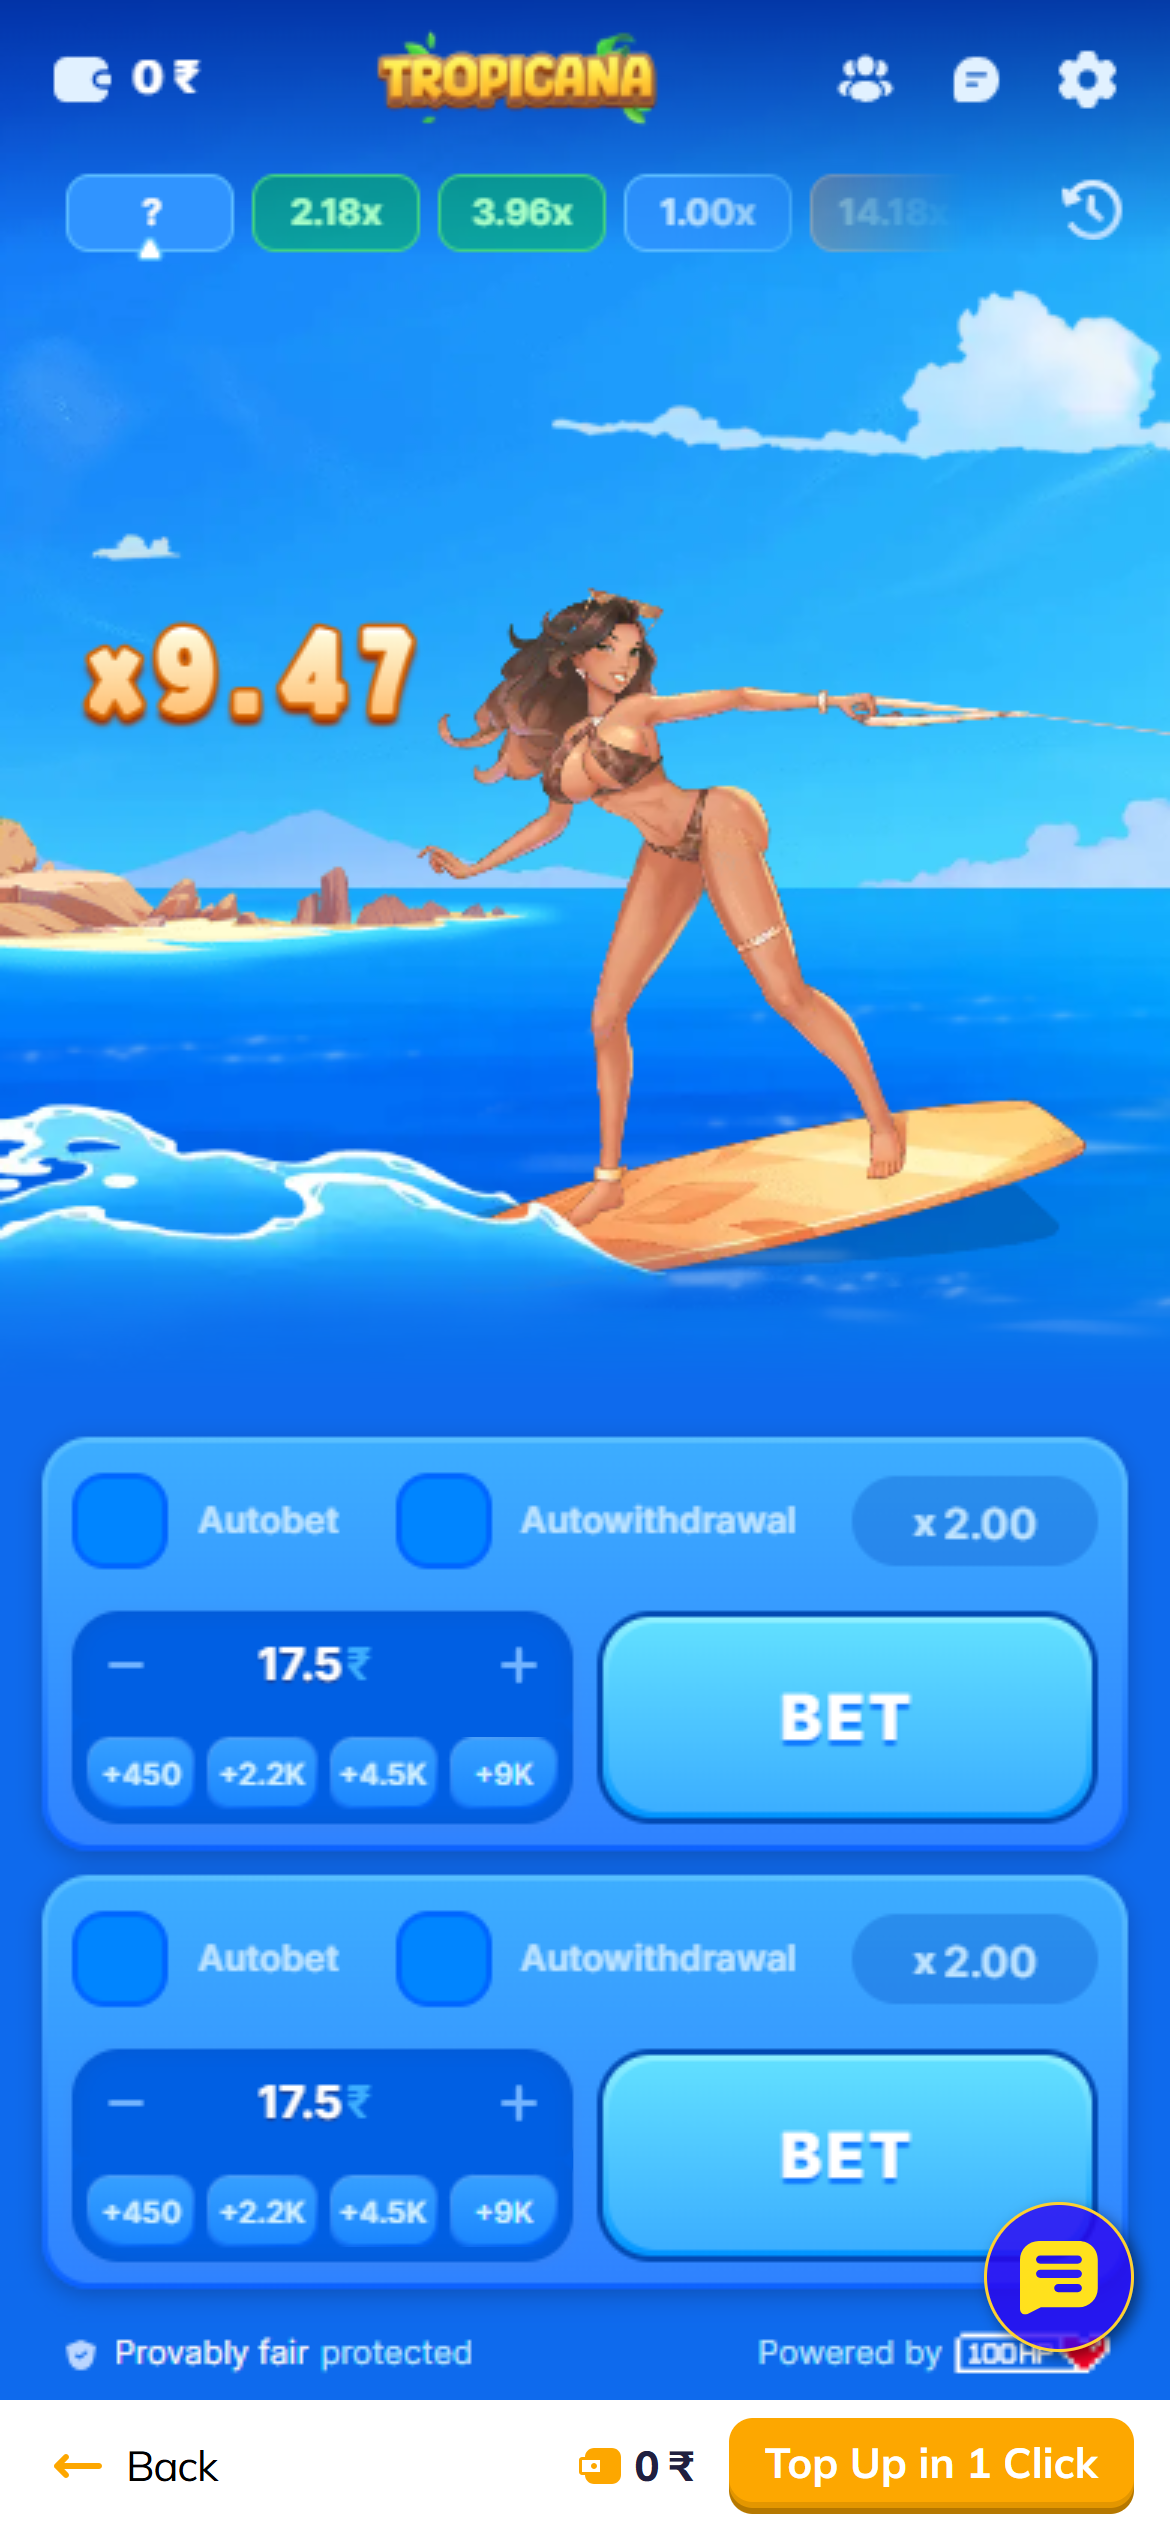 0 ₹
TROPICANA
? 2.18x 3.96x 1.00x 14.18x
x9.47
Autobet Autowithdrawal x 2.00
− 17.5₹ +
+450 +2.2K +4.5K +9K
BET
Autobet Autowithdrawal x 2.00
− 17.5₹ +
+450 +2.2K +4.5K +9K
BET
Provably fair protected
Powered by 100HP
← Back
0 ₹
Top Up in 1 Click